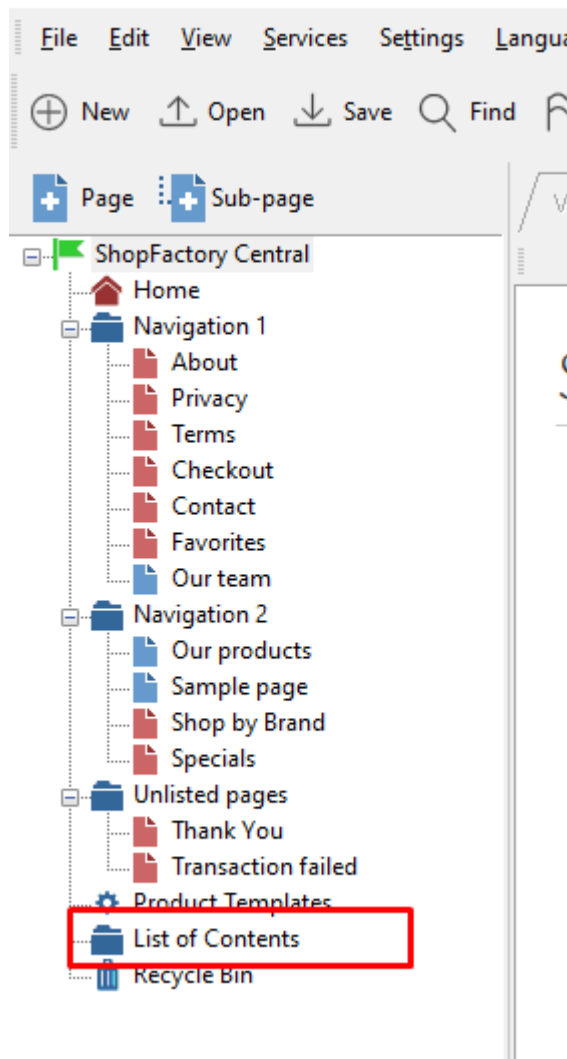 File Edit View Services Settings Langua
New Open Save Find
Page Sub-page
ShopFactory Central
Home
Navigation 1
About
Privacy
Terms
Checkout
Contact
Favorites
Our team
Navigation 2
Our products
Sample page
Shop by Brand
Specials
Unlisted pages
Thank You
Transaction failed
Product Templates
List of Contents
Recycle Bin